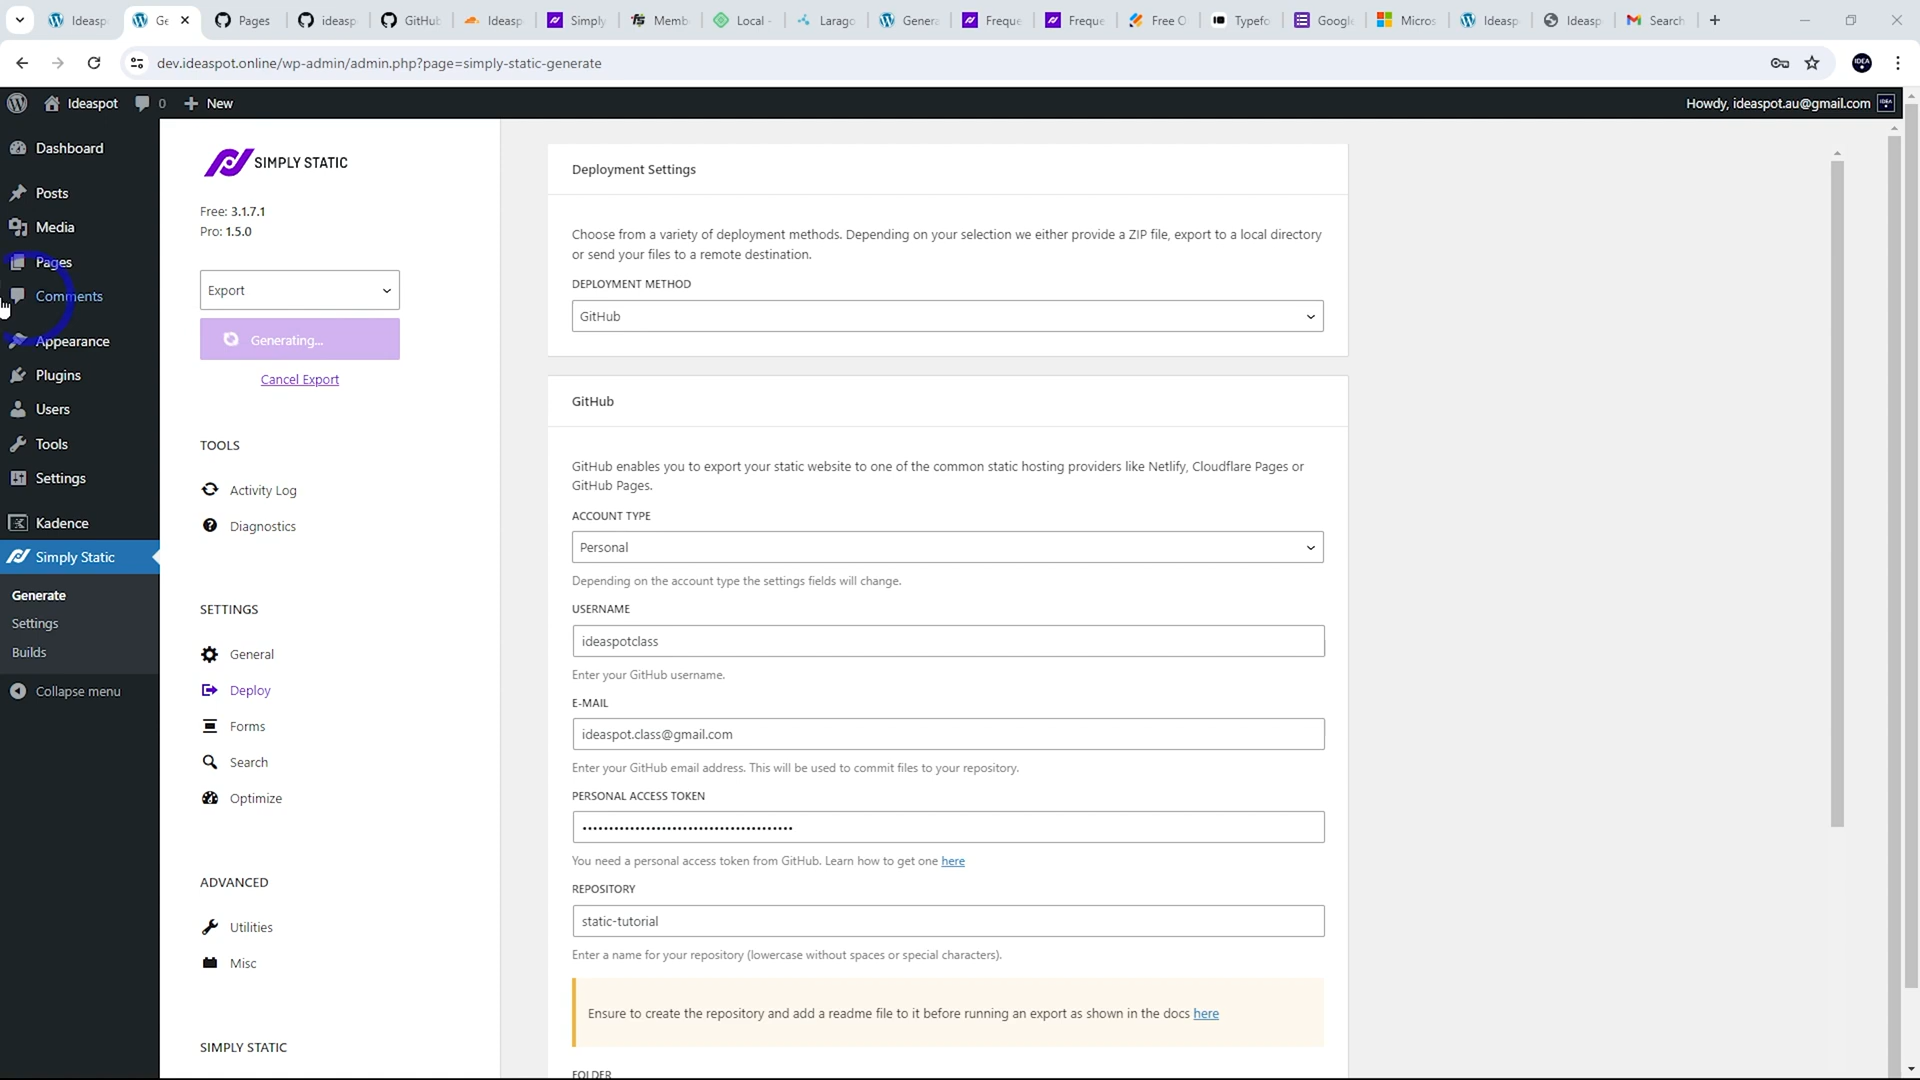 Ideasp
Ge
Pages
ideasp
GitHub
Ideasp
Simply
Memb
Local -
Larago
Genera
Freque
Freque
Free O
Typefo
Google
Micros
Ideasp
Ideasp
Search
dev.ideaspot.online/wp-admin/admin.php?page=simply-static-generate
Ideaspot
0
New
Howdy, ideaspot.au@gmail.com
Dashboard
Posts
Media
Pages
Comments
Appearance
Plugins
Users
Tools
Settings
Kadence
Simply Static
Generate
Settings
Builds
Collapse menu
SIMPLY STATIC
Free: 3.1.7.1
Pro: 1.5.0
Export
Generating...
Cancel Export
TOOLS
Activity Log
Diagnostics
SETTINGS
General
Deploy
Forms
Search
Optimize
ADVANCED
Utilities
Misc
SIMPLY STATIC
Deployment Settings
Choose from a variety of deployment methods. Depending on your selection we either provide a ZIP file, export to a local directory
or send your files to a remote destination.
DEPLOYMENT METHOD
GitHub
GitHub
GitHub enables you to export your static website to one of the common static hosting providers like Netlify, Cloudflare Pages or
GitHub Pages.
ACCOUNT TYPE
Personal
Depending on the account type the settings fields will change.
USERNAME
ideaspotclass
Enter your GitHub username.
E-MAIL
ideaspot.class@gmail.com
Enter your GitHub email address. This will be used to commit files to your repository.
PERSONAL ACCESS TOKEN
You need a personal access token from GitHub. Learn how to get one here
REPOSITORY
static-tutorial
Enter a name for your repository (lowercase without spaces or special characters).
Ensure to create the repository and add a readme file to it before running an export as shown in the docs here
FOLDER